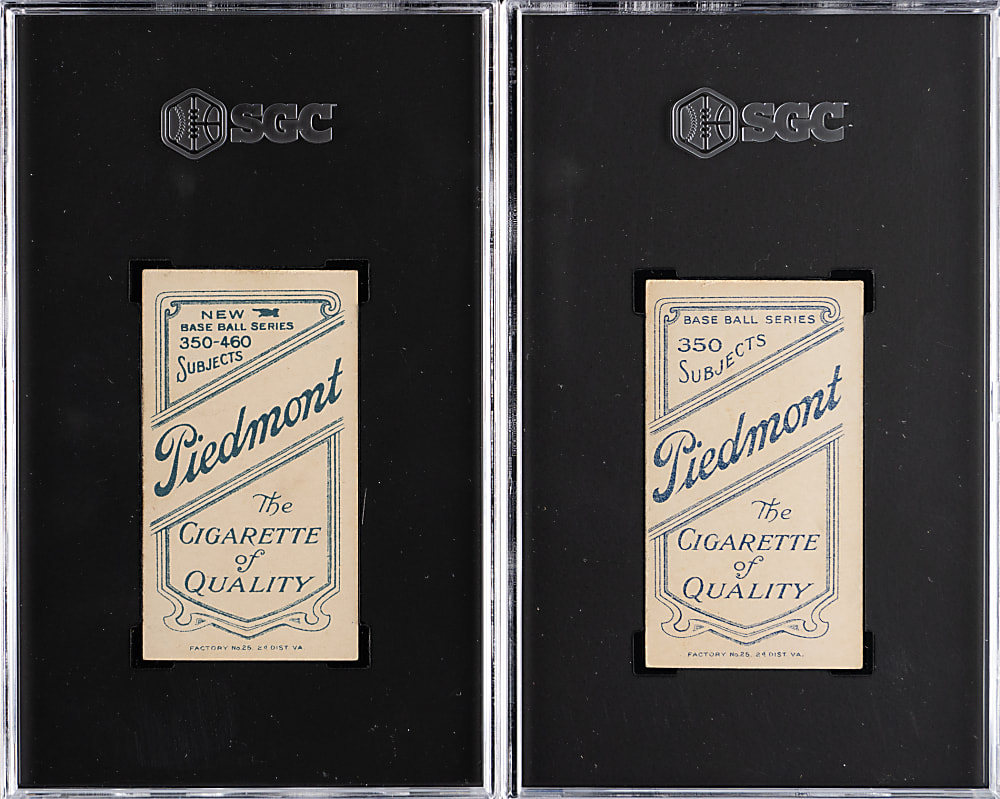 SGC
NEW
BASE BALL SERIES
350-460
SUBJECTS
Piedmont
The
CIGARETTE
of
QUALITY
FACTORY No. 25. 2d DIST. VA.
SGC
BASE BALL SERIES
350
SUBJECTS
Piedmont
The
CIGARETTE
of
QUALITY
FACTORY No. 25. 2d DIST. VA.